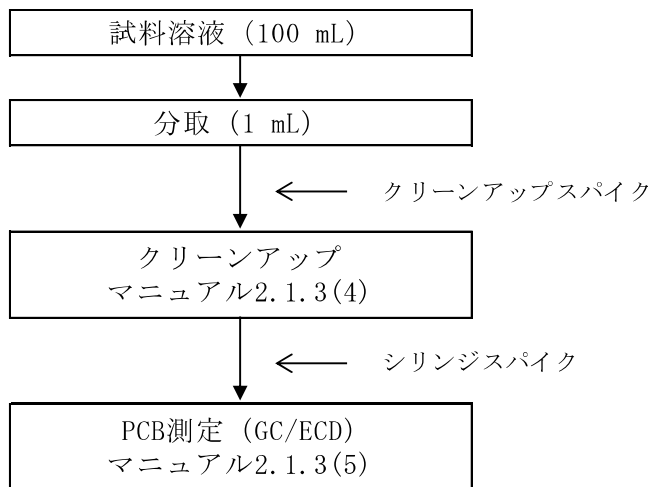 試料溶液 (100 mL)
分取 (1 mL)
クリーンアップスパイク
クリーンアップ
マニュアル2.1.3(4)
シリンジスパイク
PCB測定 (GC/ECD)
マニュアル2.1.3(5)